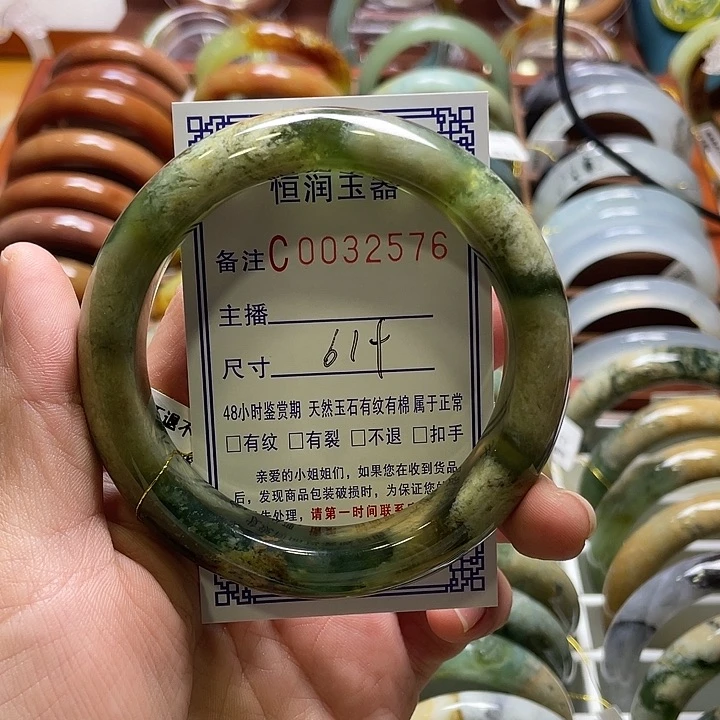 恒润玉器
备注C0032576
主播
尺寸 61+
48小时鉴赏期 天然玉石有纹有棉 属于正常
□有纹 □有裂 □不退 □扣手
亲爱的小姐姐们，如果您在收到货品
后，发现商品包装破损时，为保证您
处理，请第一时间联系
不退